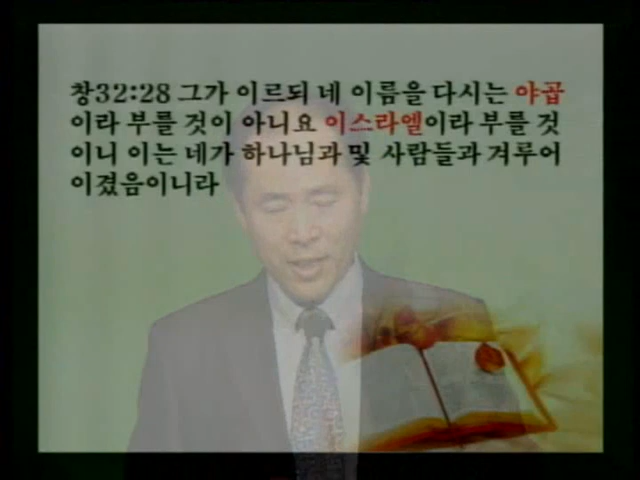 창32:28 그가 이르되 네 이름을 다시는 야곱
이라 부를 것이 아니요 이스라엘이라 부를 것
이니 이는 네가 하나님과 및 사람들과 겨루어
이겼음이니라